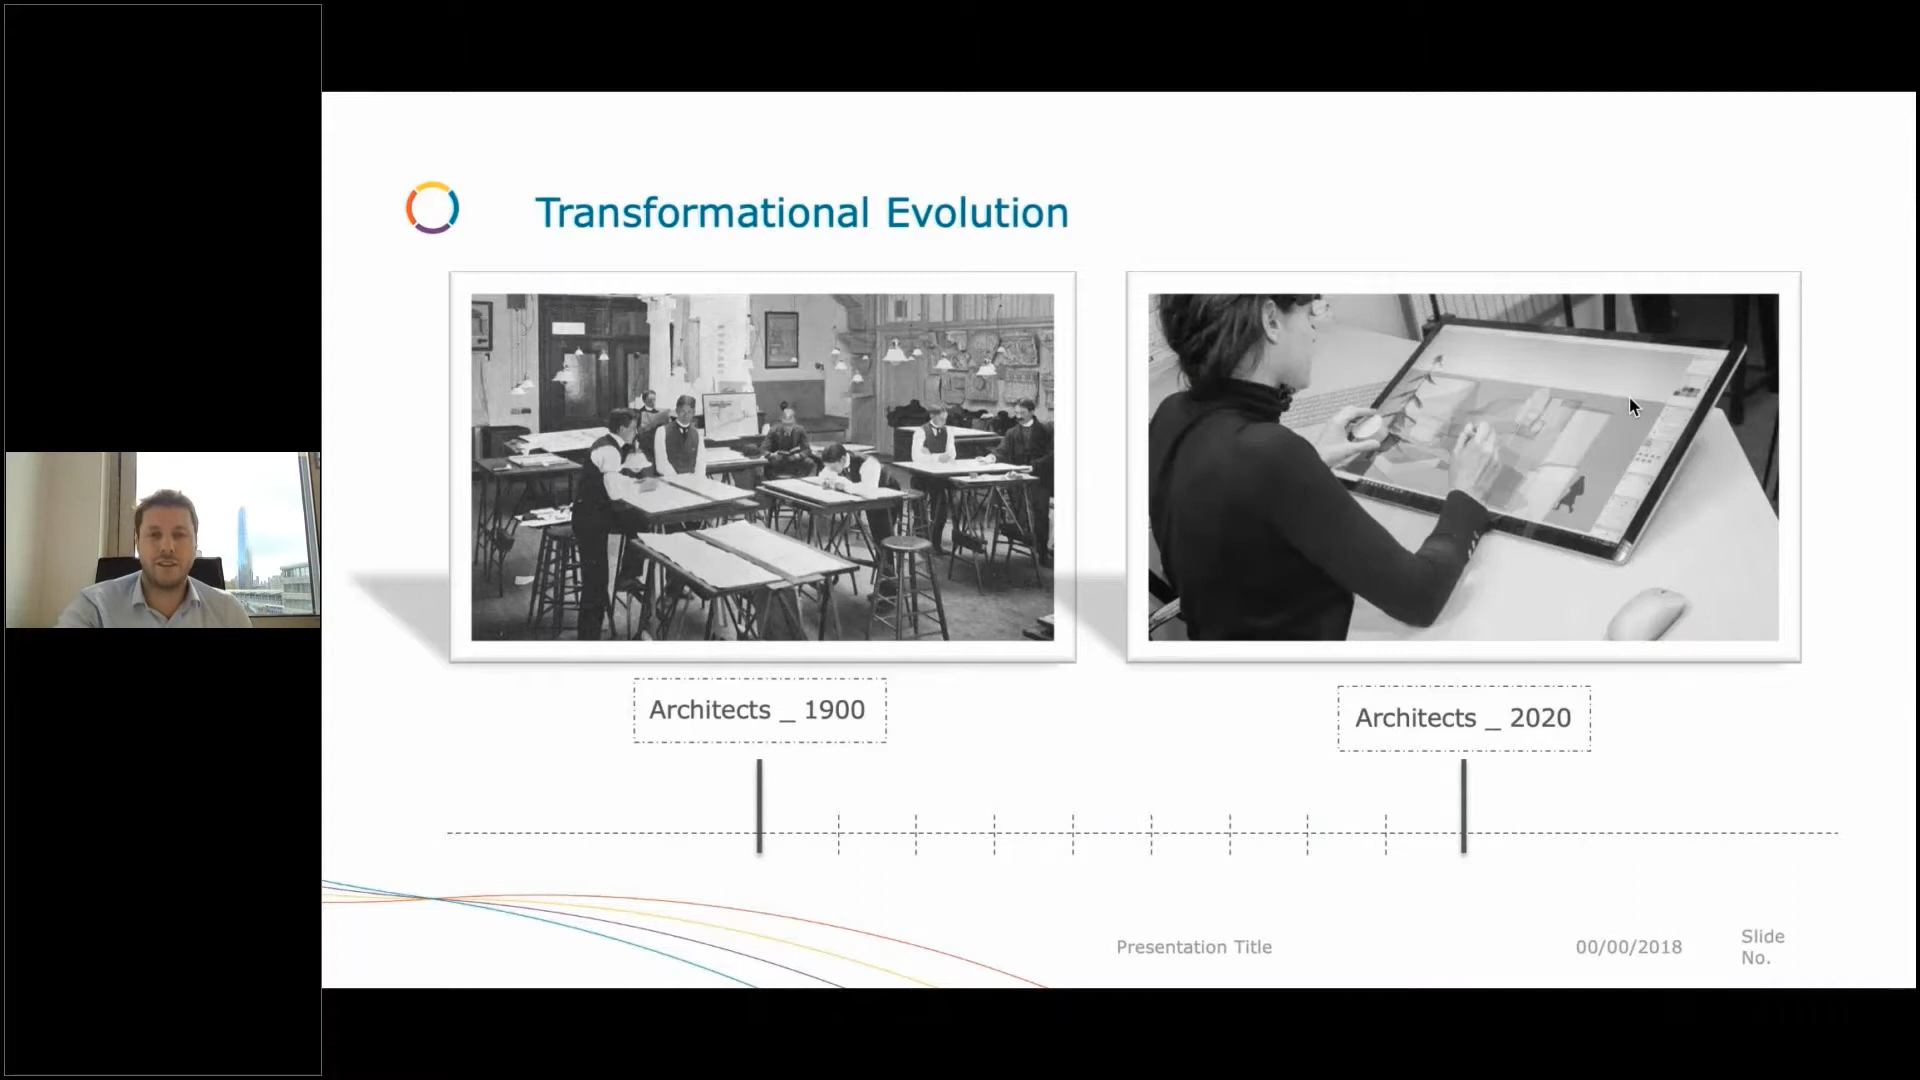 Transformational Evolution
Architects _ 1900
Architects _ 2020
Presentation Title
00/00/2018
Slide
No.